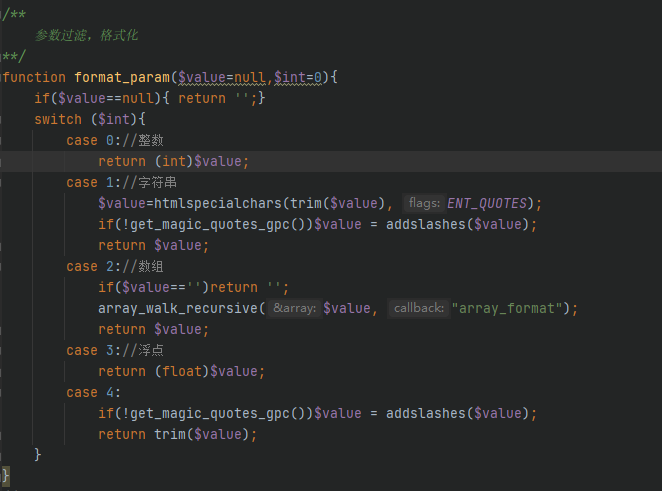 /**
    参数过滤，格式化
**/
function format_param($value=null,$int=0){
    if($value==null){ return '';}
    switch ($int){
        case 0://整数
            return (int)$value;
        case 1://字符串
            $value=htmlspecialchars(trim($value), flags: ENT_QUOTES);
            if(!get_magic_quotes_gpc())$value = addslashes($value);
            return $value;
        case 2://数组
            if($value=='')return '';
            array_walk_recursive( &array: $value, callback: "array_format");
            return $value;
        case 3://浮点
            return (float)$value;
        case 4:
            if(!get_magic_quotes_gpc())$value = addslashes($value);
            return trim($value);
    }
}